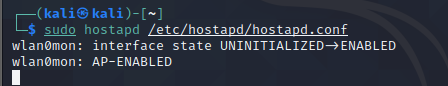 ┌──(kali㉿kali)-[~]
└─$ sudo hostapd /etc/hostapd/hostapd.conf
wlan0mon: interface state UNINITIALIZED→ENABLED
wlan0mon: AP-ENABLED